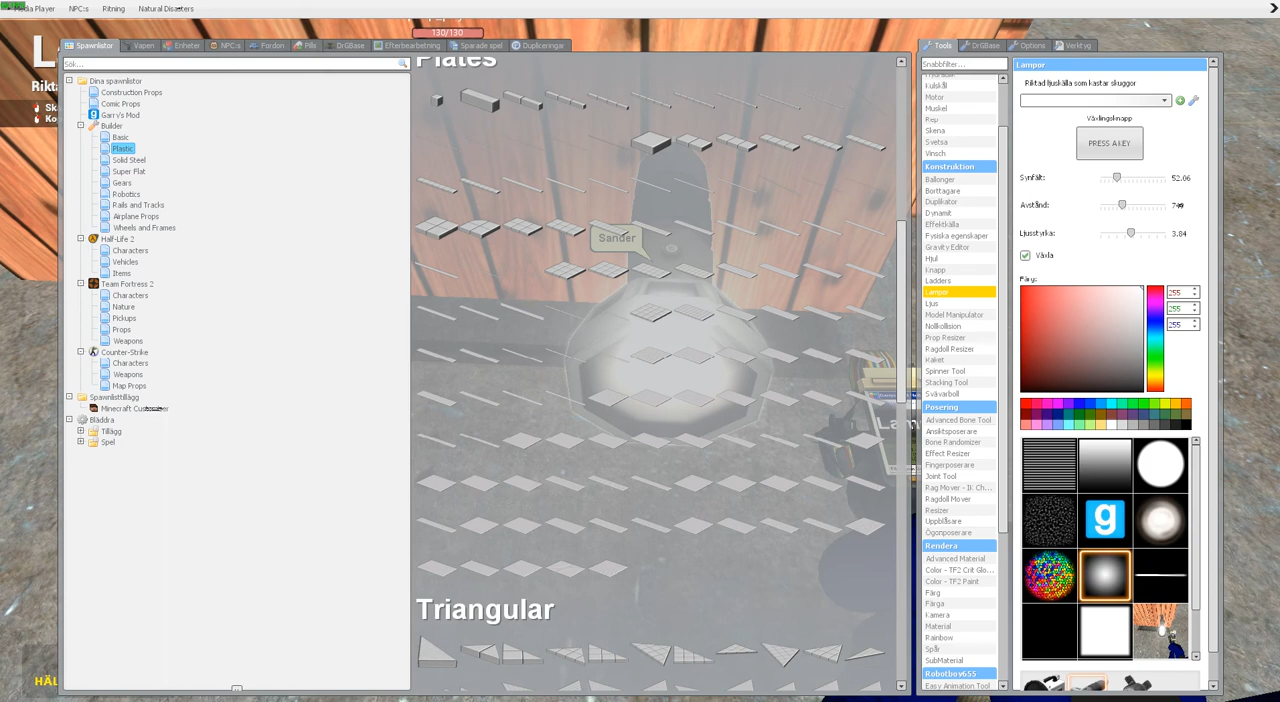 Media Player NPC:s Ritning Natural Disasters
130/130
Spawnlistor Vapen Enheter NPC:s Fordon Pills DrGBase Efterbearbetning Sparade spel Dupliceringar
Sök...
Dina spawnlistor
Construction Props
Comic Props
Garry's Mod
Builder
Basic
Plastic
Solid Steel
Super Flat
Gears
Robotics
Rails and Tracks
Airplane Props
Wheels and Frames
Half-Life 2
Characters
Vehicles
Items
Team Fortress 2
Characters
Nature
Pickups
Props
Weapons
Counter-Strike
Characters
Weapons
Map Props
Spawnlisttillägg
Minecraft
Bläddra
Tillägg
Spel
Plates
Sander
Triangular
Tools DrGBase Options Verktyg
Snabbfilter...
Hydraulik
Kulskål
Motor
Muskel
Rep
Skena
Svetsa
Vinsch
Konstruktion
Ballonger
Borttagare
Duplikator
Dynamit
Effektkälla
Fysiska egenskaper
Gravity Editor
Hjul
Knapp
Ladders
Lampor
Ljus
Model Manipulator
Nollkollision
Prop Resizer
Ragdoll Resizer
Raket
Spinner Tool
Stacking Tool
Svävarboll
Posering
Advanced Bone Tool
Ansiktsposerare
Bone Randomizer
Effect Resizer
Fingerposerare
Joint Tool
Rag Mover - IK Ch...
Ragdoll Mover
Resizer
Uppblåsare
Ögonposerare
Rendera
Advanced Material
Color - TF2 Crit Glo...
Color - TF2 Paint
Färg
Färga
Kamera
Material
Rainbow
Spår
SubMaterial
Robotboy655
Easy Animation Tool
Lampor
Riktad ljuskälla som kastar skuggor
Växlingsknapp
PRESS A KEY
Synfält: 52.06
Avstånd:
Ljusstyrka: 3.84
Växla
Färg:
255
255
255
g
Rikta
HÄL